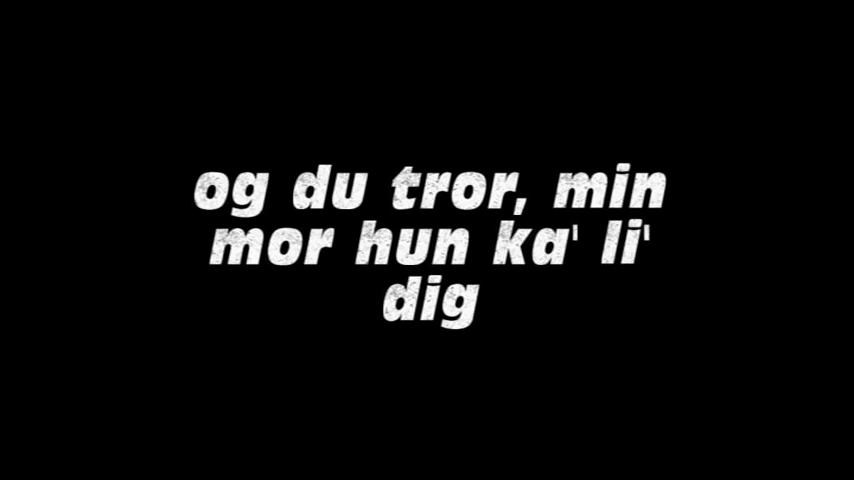 og du tror, min
mor hun ka' li'
dig